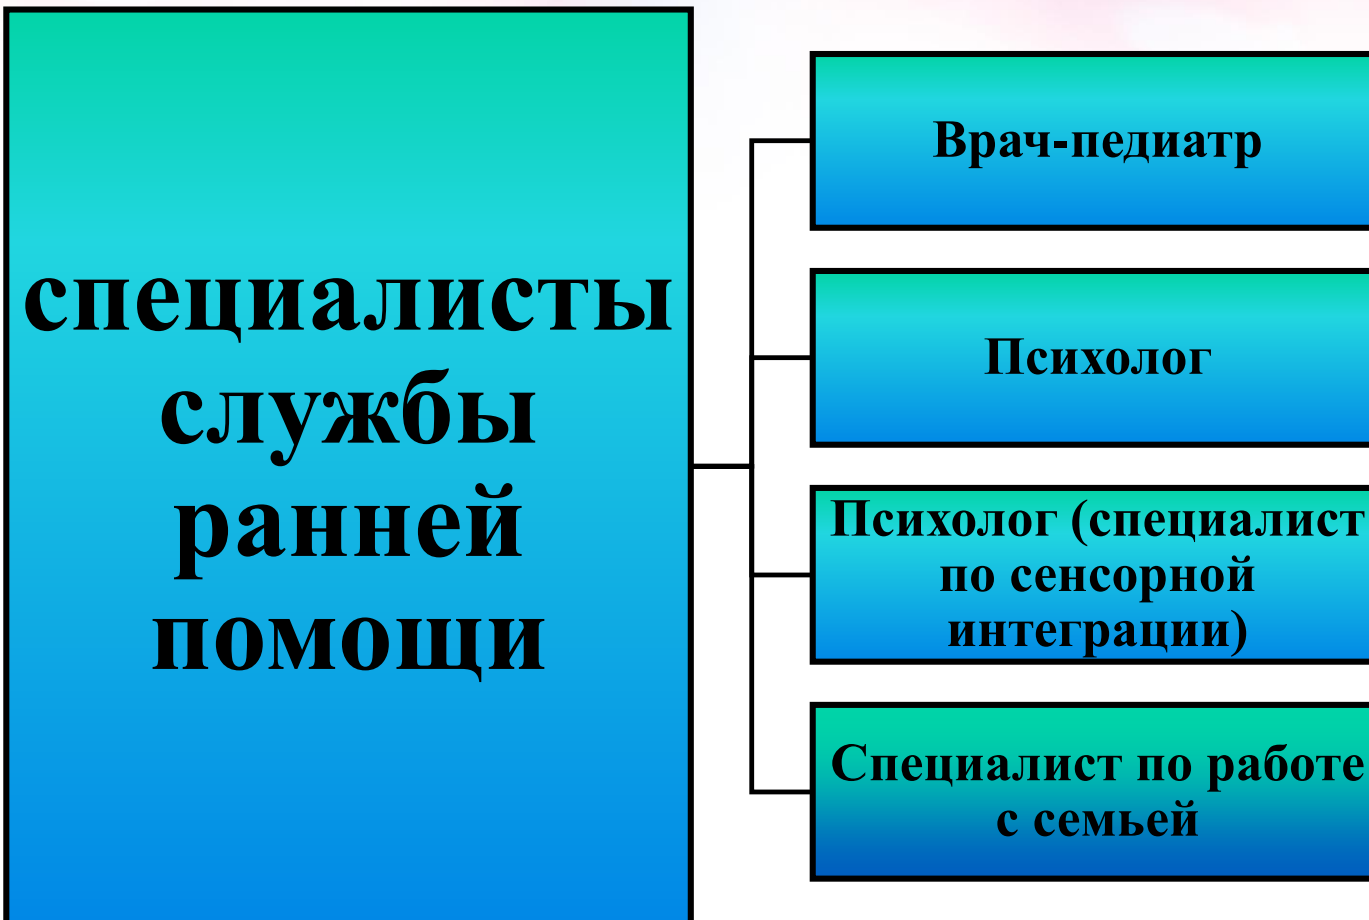 специалисты
службы
ранней
помощи
Врач-педиатр
Психолог
Психолог (специалист
по сенсорной
интеграции)
Специалист по работе
с семьей